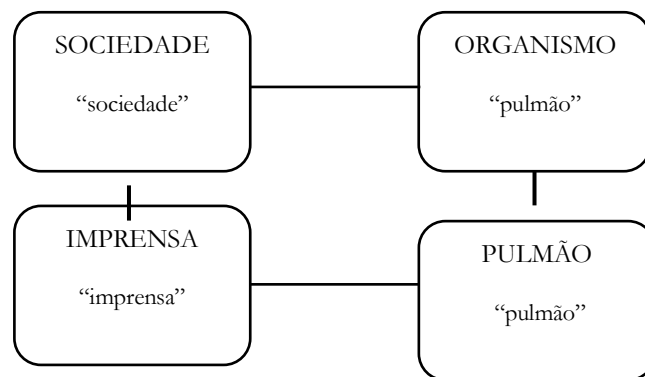 SOCIEDADE
“sociedade”
ORGANISMO
“pulmão”
IMPRENSA
“imprensa”
PULMÃO
“pulmão”